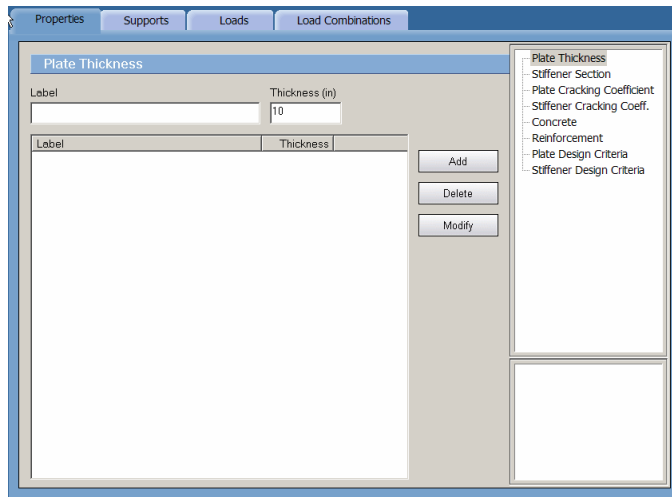 Properties
Supports
Loads
Load Combinations
Plate Thickness
Label
Thickness (in)
10
Label
Thickness
Add
Delete
Modify
Plate Thickness
Stiffener Section
Plate Cracking Coefficient
Stiffener Cracking Coeff.
Concrete
Reinforcement
Plate Design Criteria
Stiffener Design Criteria